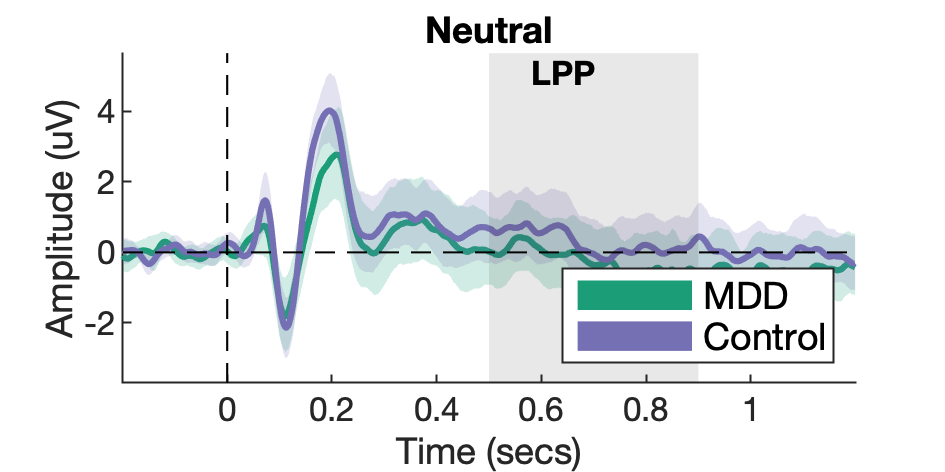 Neutral
LPP
Amplitude (uV)
4
2
0
-2
MDD
Control
0 0.2 0.4 0.6 0.8 1
Time (secs)